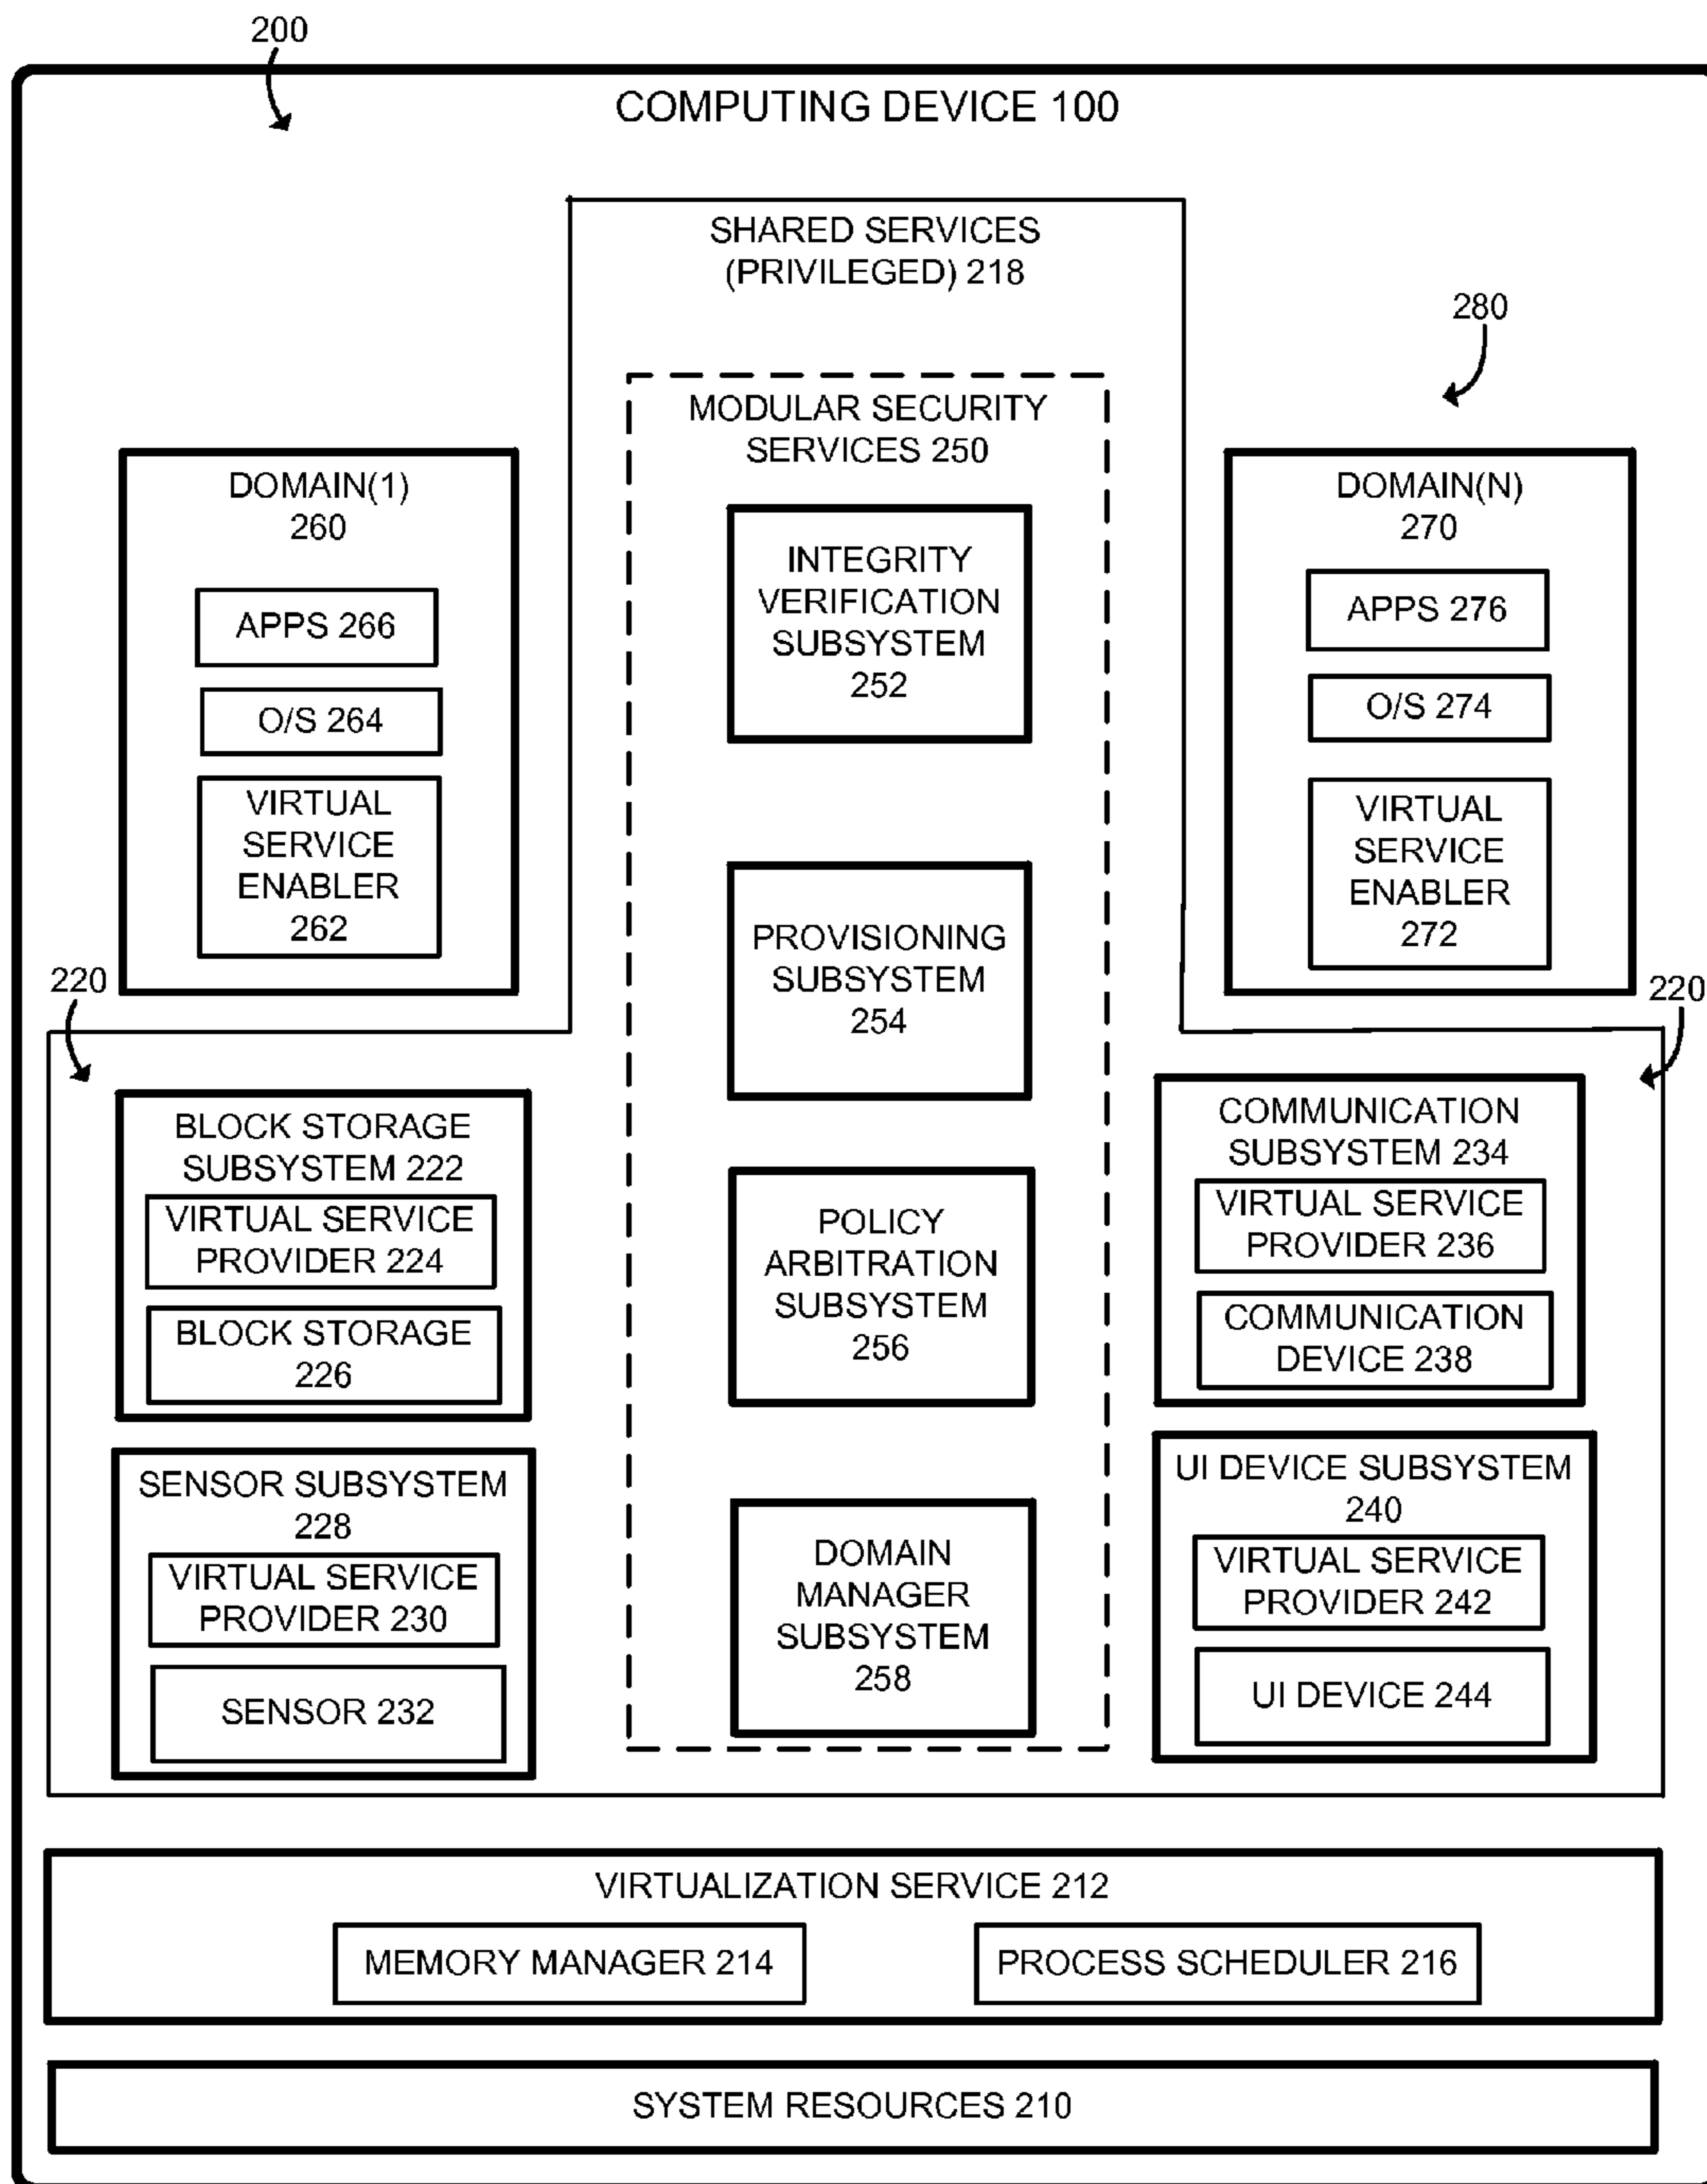 200
COMPUTING DEVICE 100
SHARED SERVICES
(PRIVILEGED) 218
280
MODULAR SECURITY
SERVICES 250
DOMAIN(1)
260
APPS 266
O/S 264
VIRTUAL
SERVICE
ENABLER
262
INTEGRITY
VERIFICATION
SUBSYSTEM
252
PROVISIONING
SUBSYSTEM
254
POLICY
ARBITRATION
SUBSYSTEM
256
DOMAIN
MANAGER
SUBSYSTEM
258
DOMAIN(N)
270
APPS 276
O/S 274
VIRTUAL
SERVICE
ENABLER
272
220
BLOCK STORAGE
SUBSYSTEM 222
VIRTUAL SERVICE
PROVIDER 224
BLOCK STORAGE
226
SENSOR SUBSYSTEM
228
VIRTUAL SERVICE
PROVIDER 230
SENSOR 232
220
COMMUNICATION
SUBSYSTEM 234
VIRTUAL SERVICE
PROVIDER 236
COMMUNICATION
DEVICE 238
UI DEVICE SUBSYSTEM
240
VIRTUAL SERVICE
PROVIDER 242
UI DEVICE 244
VIRTUALIZATION SERVICE 212
MEMORY MANAGER 214
PROCESS SCHEDULER 216
SYSTEM RESOURCES 210